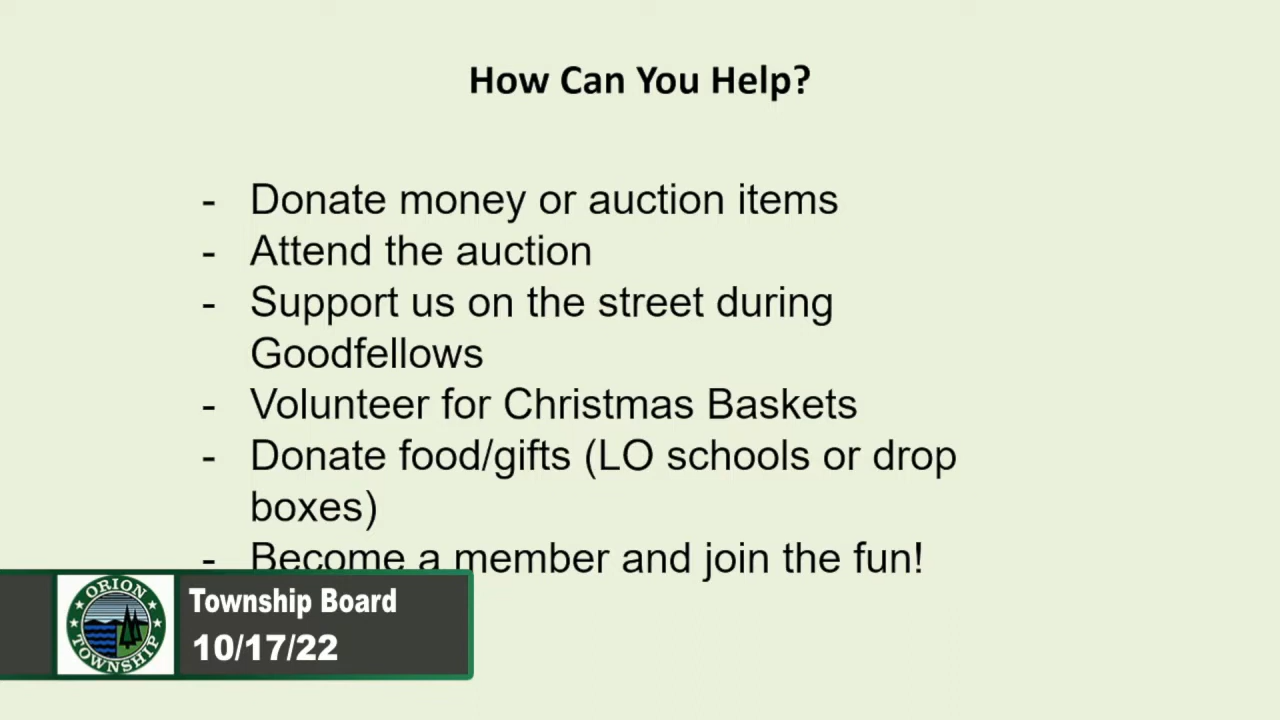 How Can You Help?
- Donate money or auction items
- Attend the auction
- Support us on the street during
Goodfellows
- Volunteer for Christmas Baskets
- Donate food/gifts (LO schools or drop
boxes)
- Become a member and join the fun!
ORION
TOWNSHIP
Township Board
10/17/22